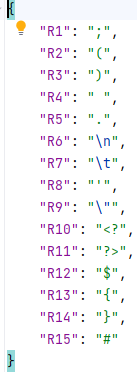 {
"R1": ";",
"R2": "(",
"R3": ")",
"R4": " ",
"R5": ".",
"R6": "\n",
"R7": "\t",
"R8": "'",
"R9": "\"",
"R10": "<?",
"R11": "?>",
"R12": "$",
"R13": "{",
"R14": "}",
"R15": "#"
}